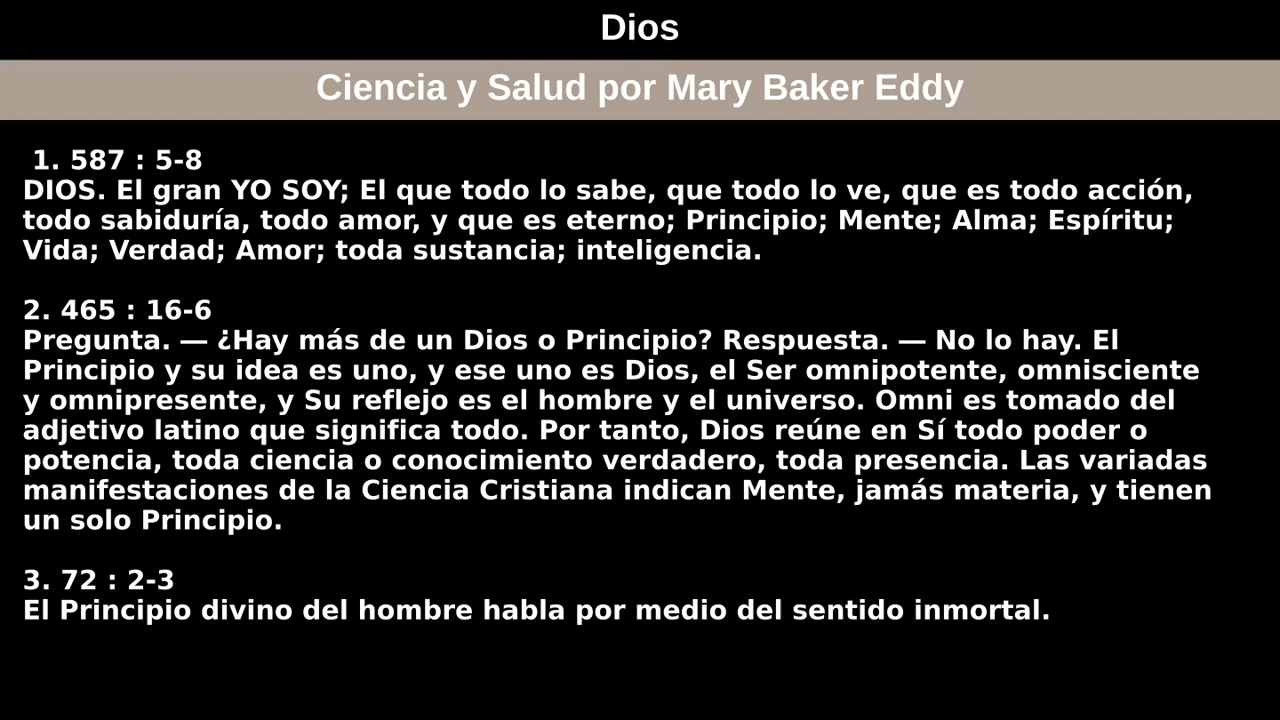 Dios
Ciencia y Salud por Mary Baker Eddy
1. 587 : 5-8
DIOS. El gran YO SOY; El que todo lo sabe, que todo lo ve, que es todo acción,
todo sabiduría, todo amor, y que es eterno; Principio; Mente; Alma; Espíritu;
Vida; Verdad; Amor; toda sustancia; inteligencia.
2. 465 : 16-6
Pregunta. — ¿Hay más de un Dios o Principio? Respuesta. — No lo hay. El
Principio y su idea es uno, y ese uno es Dios, el Ser omnipotente, omnisciente
y omnipresente, y Su reflejo es el hombre y el universo. Omni es tomado del
adjetivo latino que significa todo. Por tanto, Dios reúne en Sí todo poder o
potencia, toda ciencia o conocimiento verdadero, toda presencia. Las variadas
manifestaciones de la Ciencia Cristiana indican Mente, jamás materia, y tienen
un solo Principio.
3. 72 : 2-3
El Principio divino del hombre habla por medio del sentido inmortal.